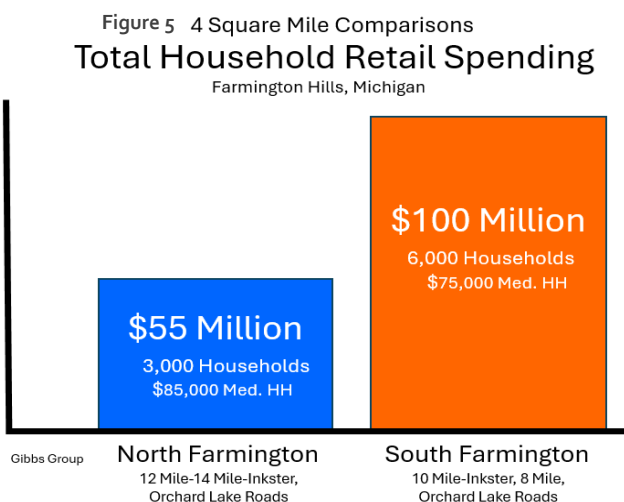 Figure 5 4 Square Mile Comparisons
Total Household Retail Spending
Farmington Hills, Michigan
$55 Million
3,000 Households
$85,000 Med. HH
$100 Million
6,000 Households
$75,000 Med. HH
Gibbs Group
North Farmington
12 Mile-14 Mile-Inkster,
Orchard Lake Roads
South Farmington
10 Mile-Inkster, 8 Mile,
Orchard Lake Roads